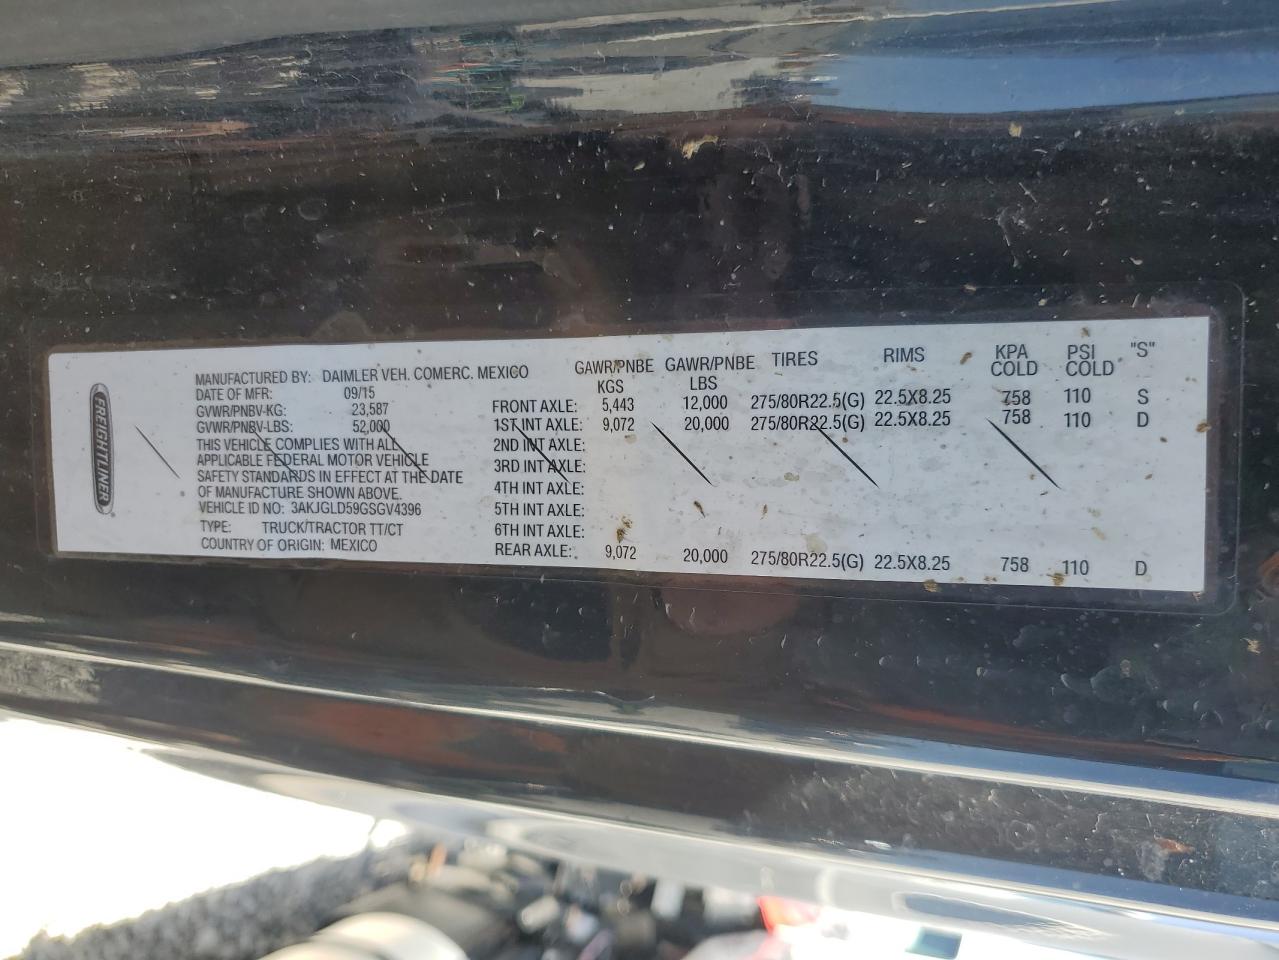 FREIGHTLINER
MANUFACTURED BY: DAIMLER VEH. COMERC. MEXICO
DATE OF MFR: 09/15
GVWR/PNBV-KG: 23,587
GVWR/PNBV-LBS: 52,000
THIS VEHICLE COMPLIES WITH ALL
APPLICABLE FEDERAL MOTOR VEHICLE
SAFETY STANDARDS IN EFFECT AT THE DATE
OF MANUFACTURE SHOWN ABOVE.
VEHICLE ID NO: 3AKJGLD59GSGV4396
TYPE: TRUCK/TRACTOR TT/CT
COUNTRY OF ORIGIN: MEXICO
GAWR/PNBE GAWR/PNBE TIRES RIMS KPA PSI "S"
KGS LBS COLD COLD
FRONT AXLE: 5,443 12,000 275/80R22.5(G) 22.5X8.25 758 110 S
1ST INT AXLE: 9,072 20,000 275/80R22.5(G) 22.5X8.25 758 110 D
2ND INT AXLE:
3RD INT AXLE:
4TH INT AXLE:
5TH INT AXLE:
6TH INT AXLE:
REAR AXLE: 9,072 20,000 275/80R22.5(G) 22.5X8.25 758 110 D